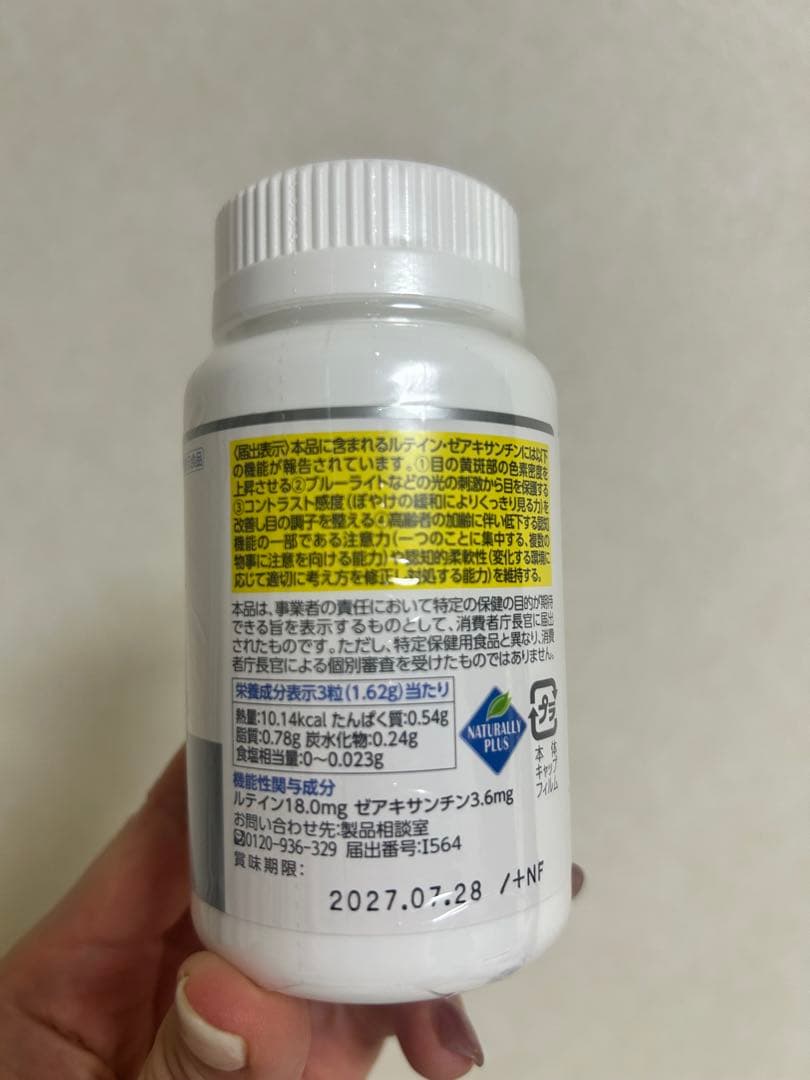 〈届出表示〉本品に含まれるルテイン・ゼアキサンチンには以下
の機能が報告されています。①目の黄斑部の色素密度を
上昇させる②ブルーライトなどの光の刺激から目を保護する
③コントラスト感度(ぼやけの緩和によりくっきり見る力)を
改善し目の調子を整える④高齢者の加齢に伴い低下する認知
機能の一部である注意力(一つのことに集中する、複数の
物事に注意を向ける能力)や認知的柔軟性(変化する環境に
応じて適切に考え方を修正し対処する能力)を維持する。
本品は、事業者の責任において特定の保健の目的が期待
できる旨を表示するものとして、消費者庁長官に届出
されたものです。ただし、特定保健用食品と異なり、消費
者庁長官による個別審査を受けたものではありません。
栄養成分表示3粒(1.62g)当たり
熱量:10.14kcal たんぱく質:0.54g
脂質:0.78g 炭水化物:0.24g
食塩相当量:0〜0.023g
NATURALLY
PLUS
プラ
本体
キャップ
フィルム
機能性関与成分
ルテイン18.0mg ゼアキサンチン3.6mg
お問い合わせ先:製品相談室
0120-936-329 届出番号:I564
賞味期限:
2027.07.28 /+NF